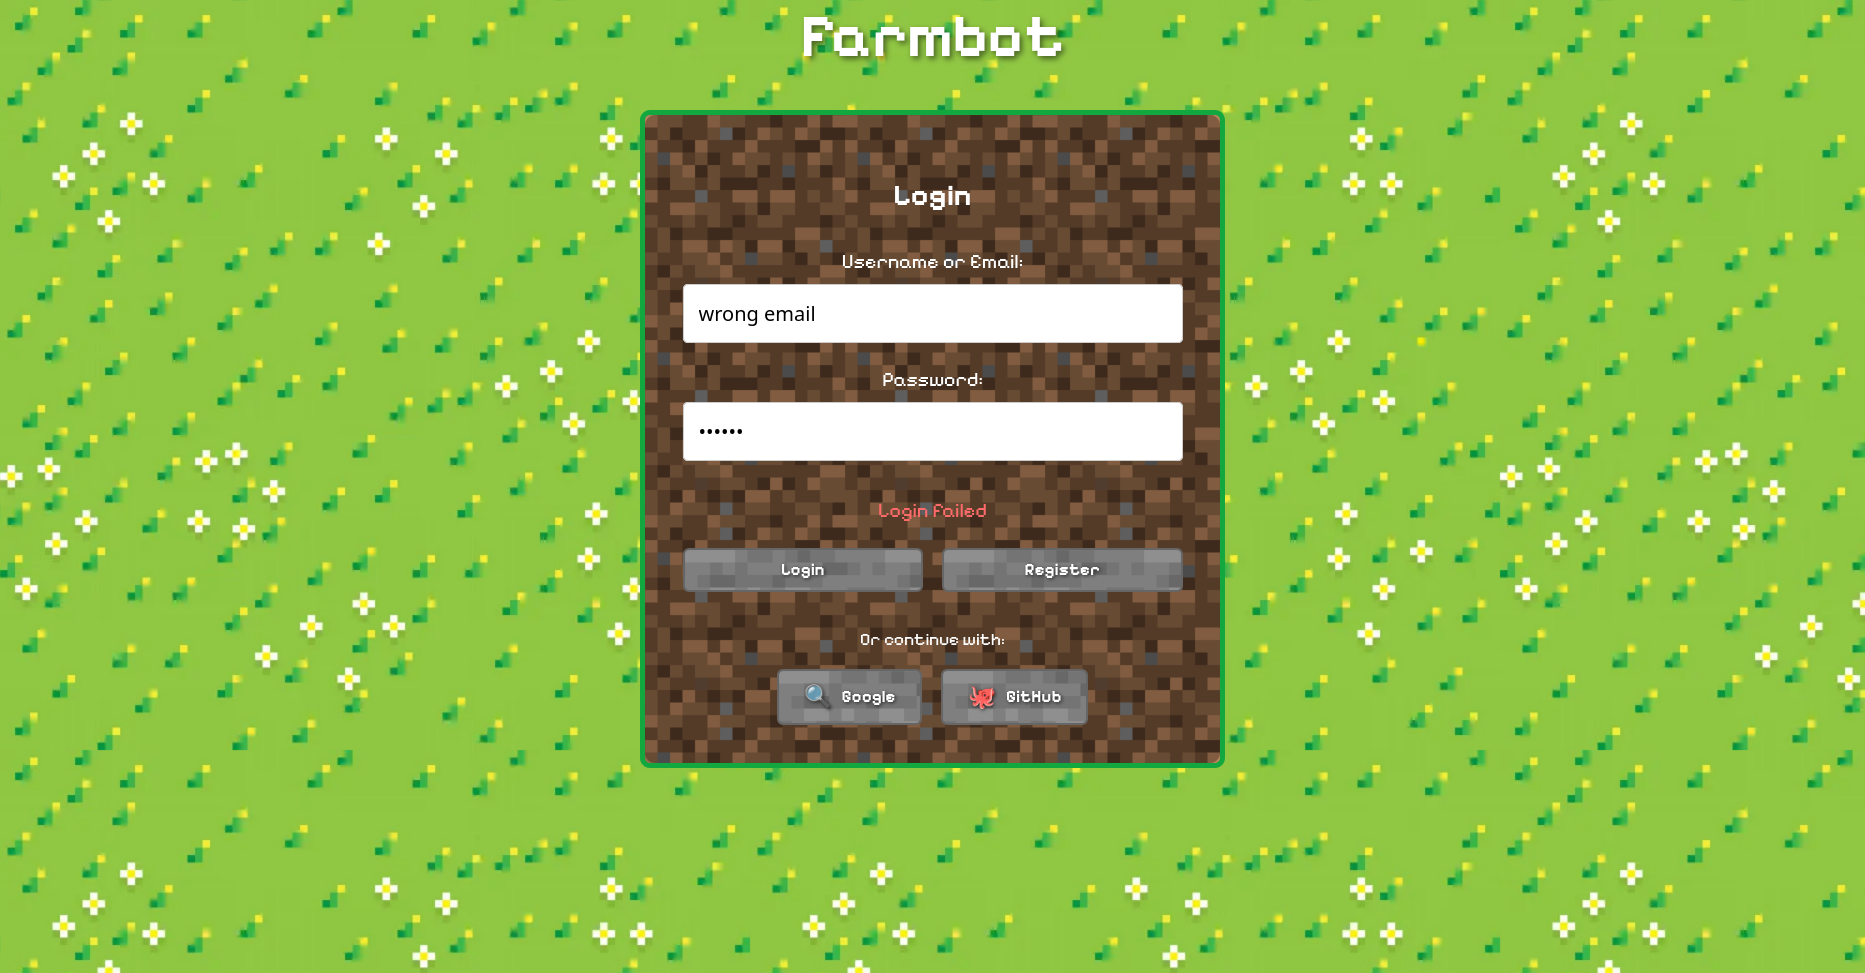 Farmbot
Login
Username or Email:
wrong email
Password:
••••••
Login Failed
Login
Register
Or continue with:
Google
GitHub